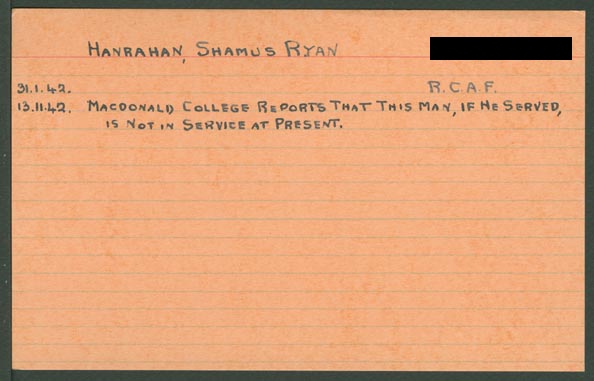 HANRAHAN, SHAMUS RYAN
31.1.42. R.C.A.F.
13.11.42. MACDONALD COLLEGE REPORTS THAT THIS MAN, IF HE SERVED,
IS NOT IN SERVICE AT PRESENT.